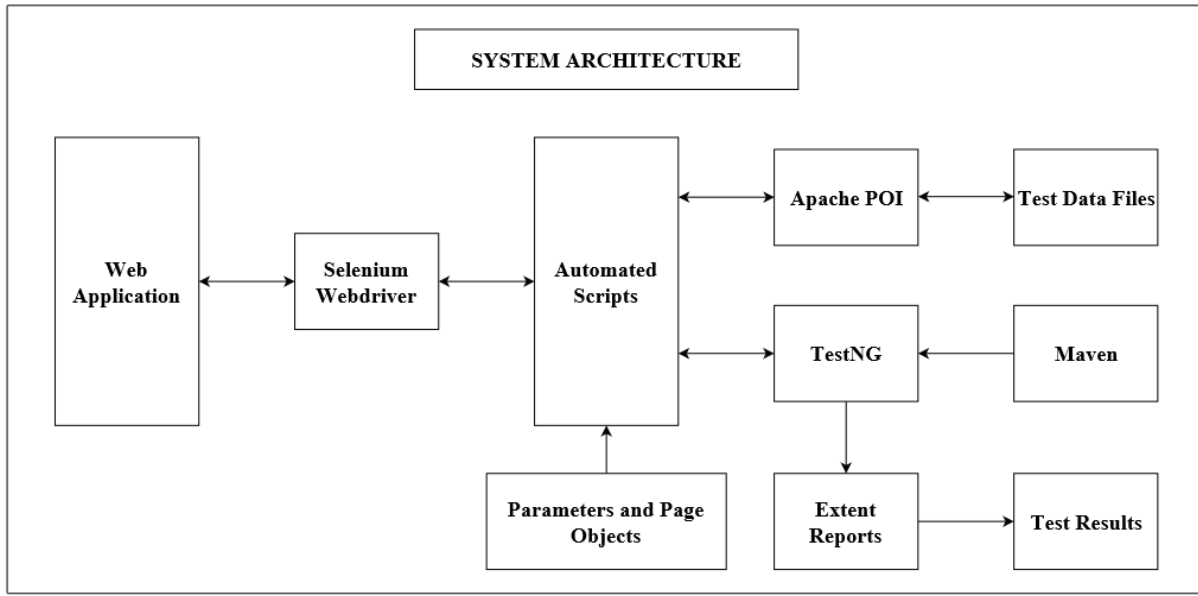 SYSTEM ARCHITECTURE
Web
Application
Selenium
Webdriver
Automated
Scripts
Apache POI
Test Data Files
TestNG
Maven
Parameters and Page
Objects
Extent
Reports
Test Results